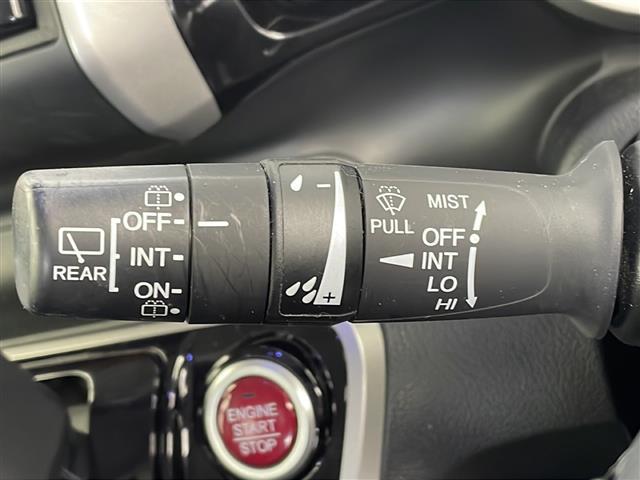 OFF
INT
ON
REAR
−
+
PULL
MIST
OFF
INT
LO
HI
ENGINE
START
STOP